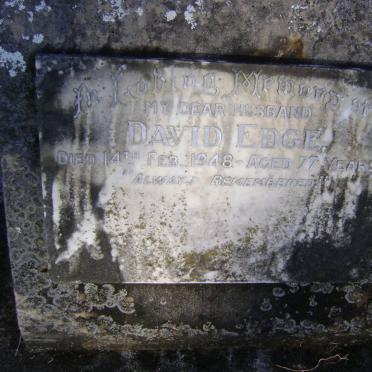 In Loving Memory of
MY DEAR HUSBAND
DAVID EDGE
DIED 14TH FEB. 1948 - AGED 77 YEARS
"ALWAYS REMEMBERED"